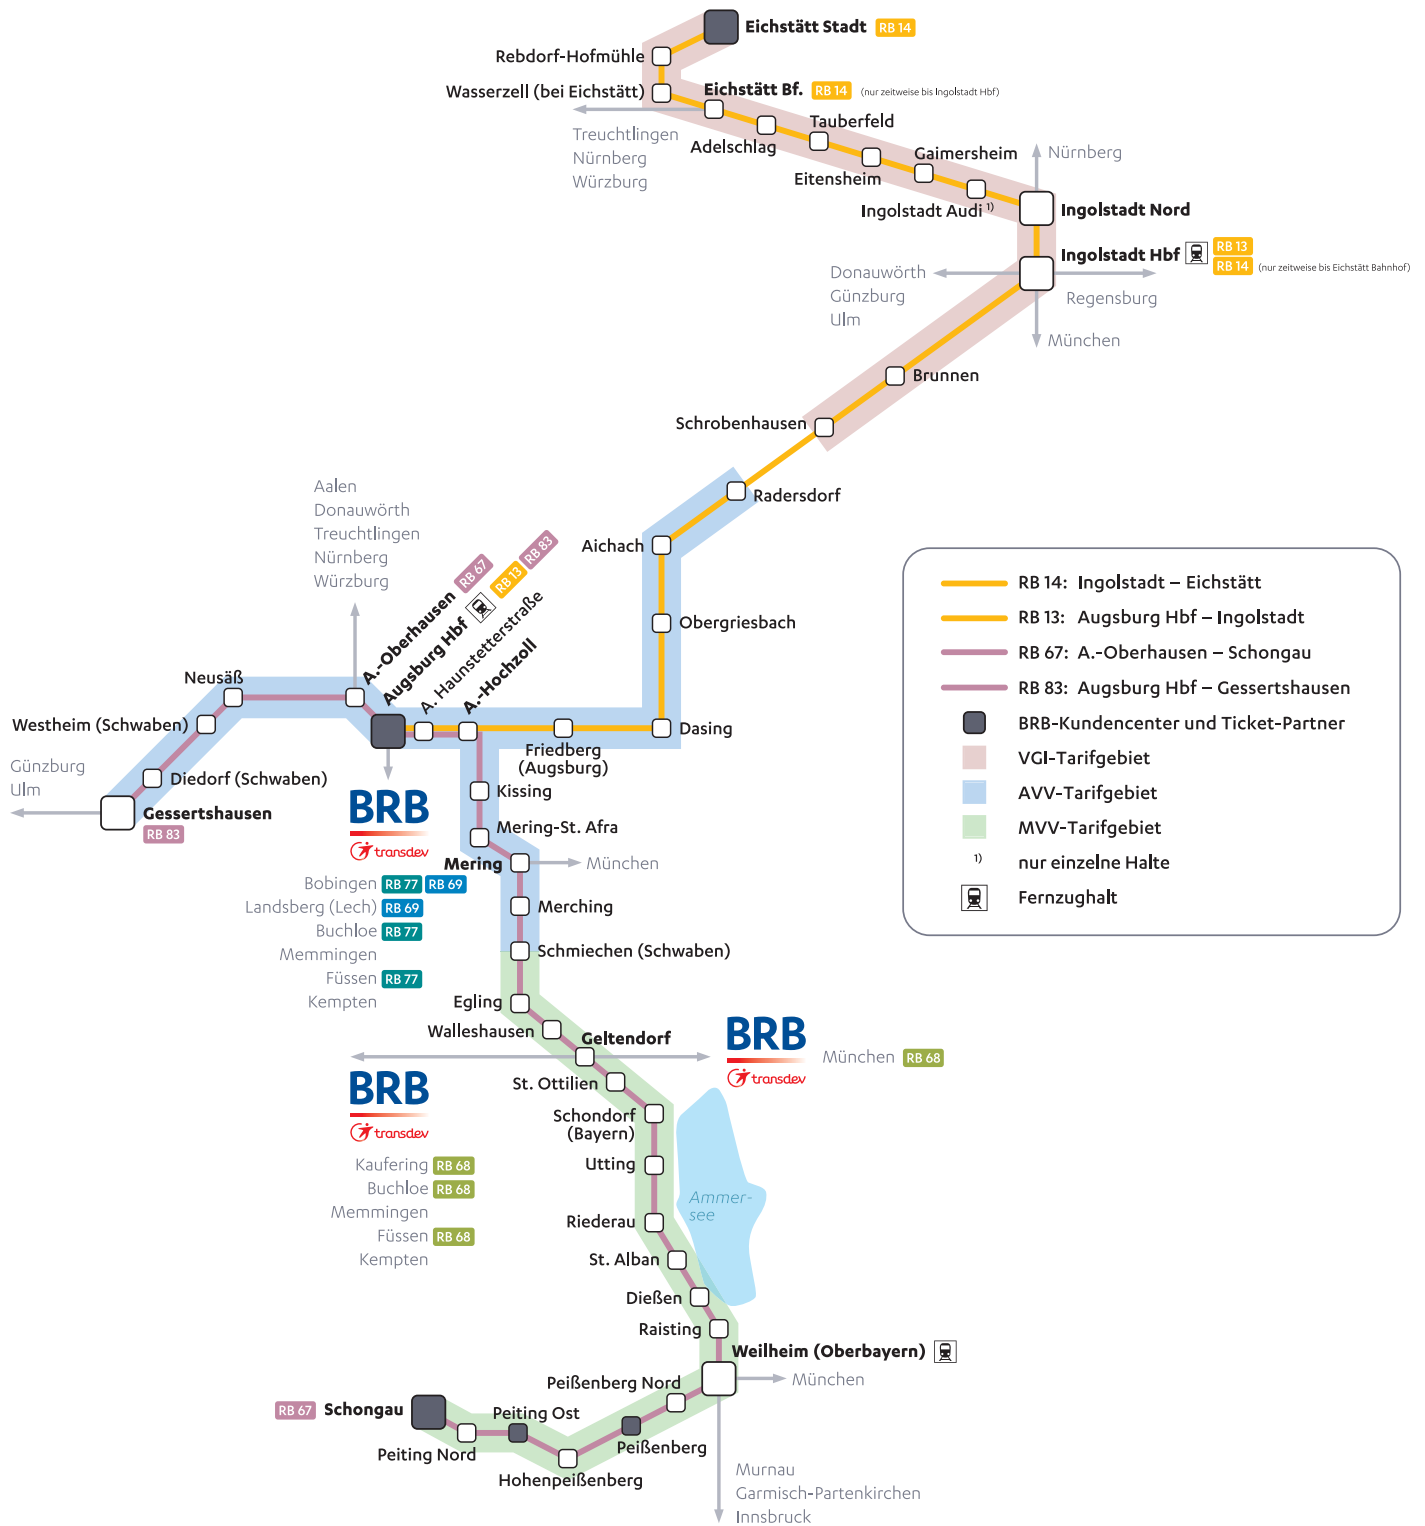 Eichstätt Stadt RB 14
Rebdorf-Hofmühle
Wasserzell (bei Eichstätt)
Eichstätt Bf. RB 14 (nur zeitweise bis Ingolstadt Hbf)
Treuchtlingen
Nürnberg
Würzburg
Adelschlag
Tauberfeld
Eitensheim
Gaimersheim
Ingolstadt Audi 1)
Nürnberg
Ingolstadt Nord
Ingolstadt Hbf RB 13
RB 14 (nur zeitweise bis Eichstätt Bahnhof)
Donauwörth
Günzburg
Ulm
Regensburg
München
Brunnen
Schrobenhausen
Radersdorf
Aichach
Obergriesbach
Dasing
Aalen
Donauwörth
Treuchtlingen
Nürnberg
Würzburg
A.-Oberhausen RB 67
Augsburg Hbf RB 13 RB 83
A. Haunstetterstraße
A.-Hochzoll
Friedberg
(Augsburg)
Neusäß
Westheim (Schwaben)
Diedorf (Schwaben)
Günzburg
Ulm
Gessertshausen
RB 83
BRB
transdev
Kissing
Mering-St. Afra
Mering
München
Merching
Schmiechen (Schwaben)
Bobingen RB 77 RB 69
Landsberg (Lech) RB 69
Buchloe RB 77
Memmingen
Füssen RB 77
Kempten
Egling
Walleshausen
Geltendorf
BRB
transdev
München RB 68
BRB
transdev
Kaufering RB 68
Buchloe RB 68
Memmingen
Füssen RB 68
Kempten
St. Ottilien
Schondorf
(Bayern)
Utting
Ammer-
see
Riederau
St. Alban
Dießen
Raisting
Weilheim (Oberbayern)
München
Murnau
Garmisch-Partenkirchen
Innsbruck
Peißenberg Nord
Peißenberg
Hohenpeißenberg
Peiting Ost
Peiting Nord
RB 67 Schongau
RB 14: Ingolstadt – Eichstätt
RB 13: Augsburg Hbf – Ingolstadt
RB 67: A.-Oberhausen – Schongau
RB 83: Augsburg Hbf – Gessertshausen
BRB-Kundencenter und Ticket-Partner
VGI-Tarifgebiet
AVV-Tarifgebiet
MVV-Tarifgebiet
1) nur einzelne Halte
Fernzughalt